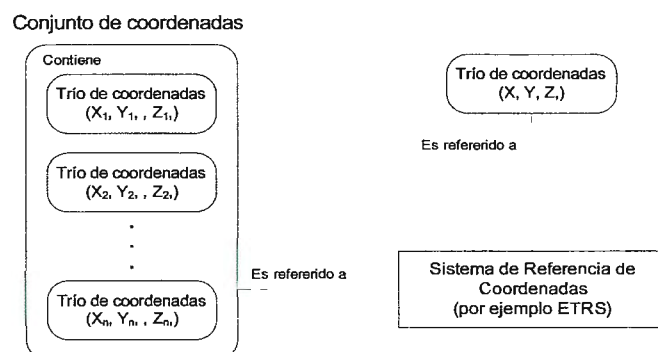 Conjunto de coordenadas
Contiene
Trío de coordenadas
(X₁, Y₁, , Z₁,)
Trío de coordenadas
(X₂, Y₂, , Z₂,)
.
.
.
Trío de coordenadas
(Xₙ, Yₙ, , Zₙ,)
Es refererido a
Trío de coordenadas
(X, Y, Z,)
Es refererido a
Sistema de Referencia de
Coordenadas
(por ejemplo ETRS)